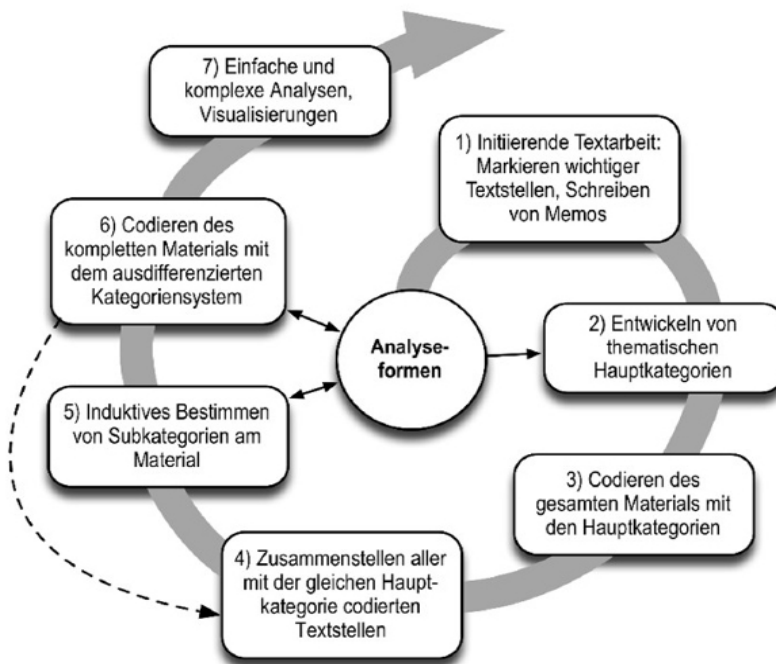 7) Einfache und
komplexe Analysen,
Visualisierungen
1) Initiierende Textarbeit:
Markieren wichtiger
Textstellen, Schreiben
von Memos
6) Codieren des
kompletten Materials mit
dem ausdifferenzierten
Kategoriensystem
Analyse-
formen
2) Entwickeln von
thematischen
Hauptkategorien
5) Induktives Bestimmen
von Subkategorien am
Material
3) Codieren des
gesamten Materials mit
den Hauptkategorien
4) Zusammenstellen aller
mit der gleichen Haupt-
kategorie codierten
Textstellen